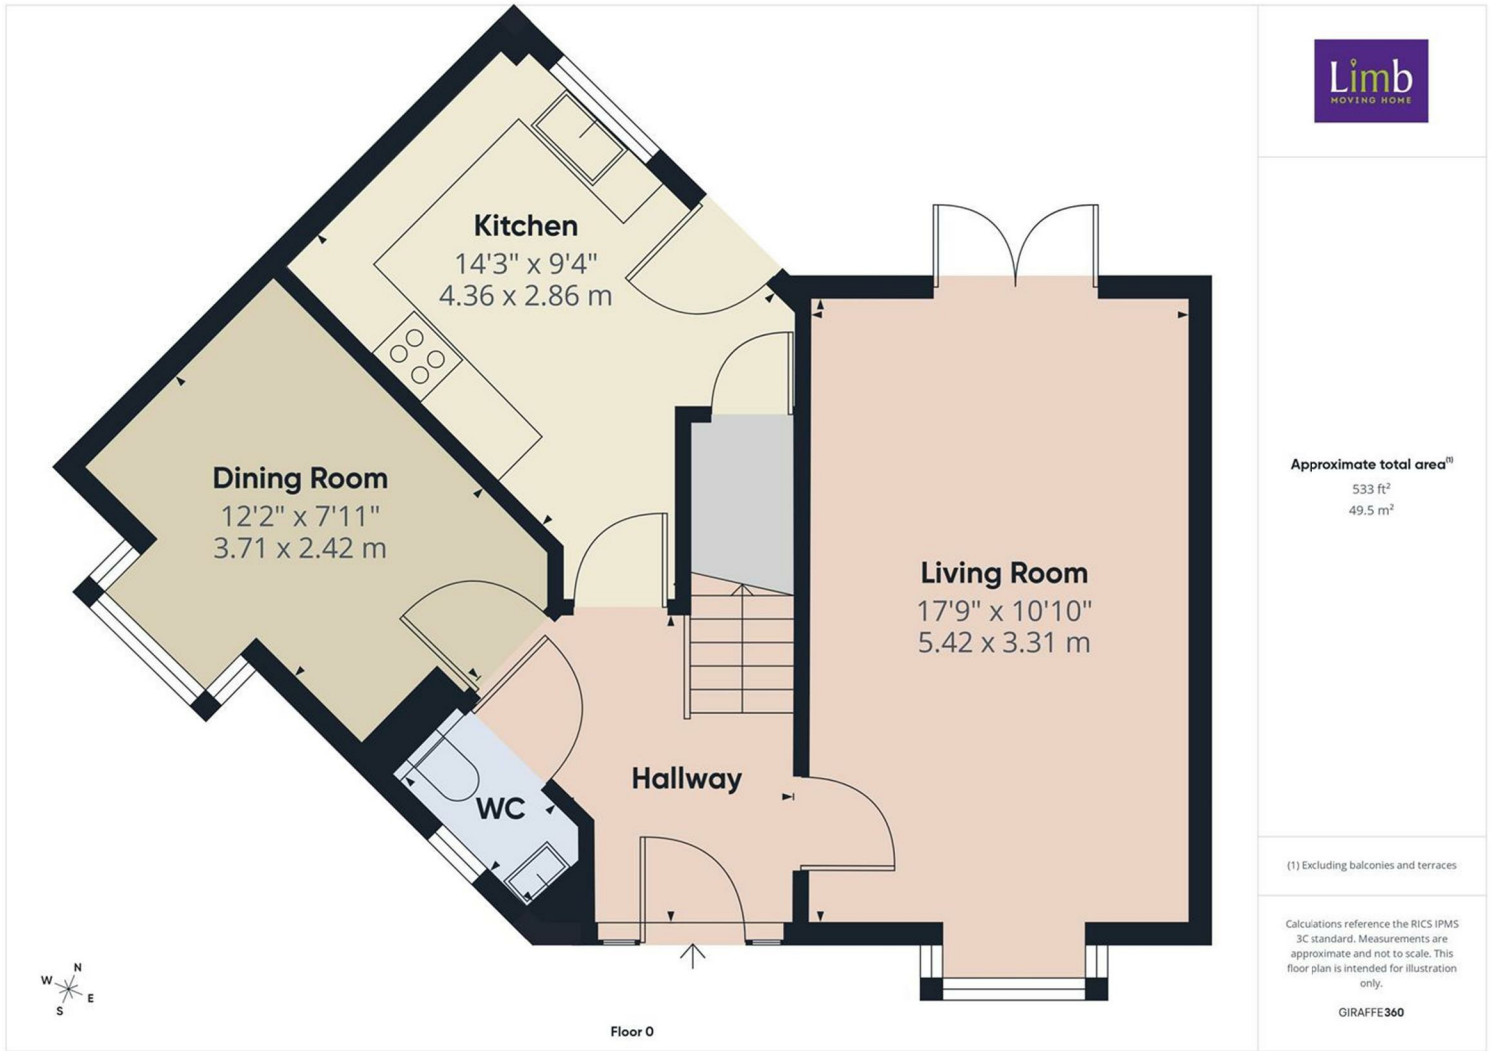 Limb
MOVING HOME
Kitchen
14'3" x 9'4"
4.36 x 2.86 m
Dining Room
12'2" x 7'11"
3.71 x 2.42 m
Living Room
17'9" x 10'10"
5.42 x 3.31 m
Hallway
WC
N
W
E
S
Floor 0
Approximate total area(1)
533 ft²
49.5 m²
(1) Excluding balconies and terraces
Calculations reference the RICS IPMS
3C standard. Measurements are
approximate and not to scale. This
floor plan is intended for illustration
only.
GIRAFFE360